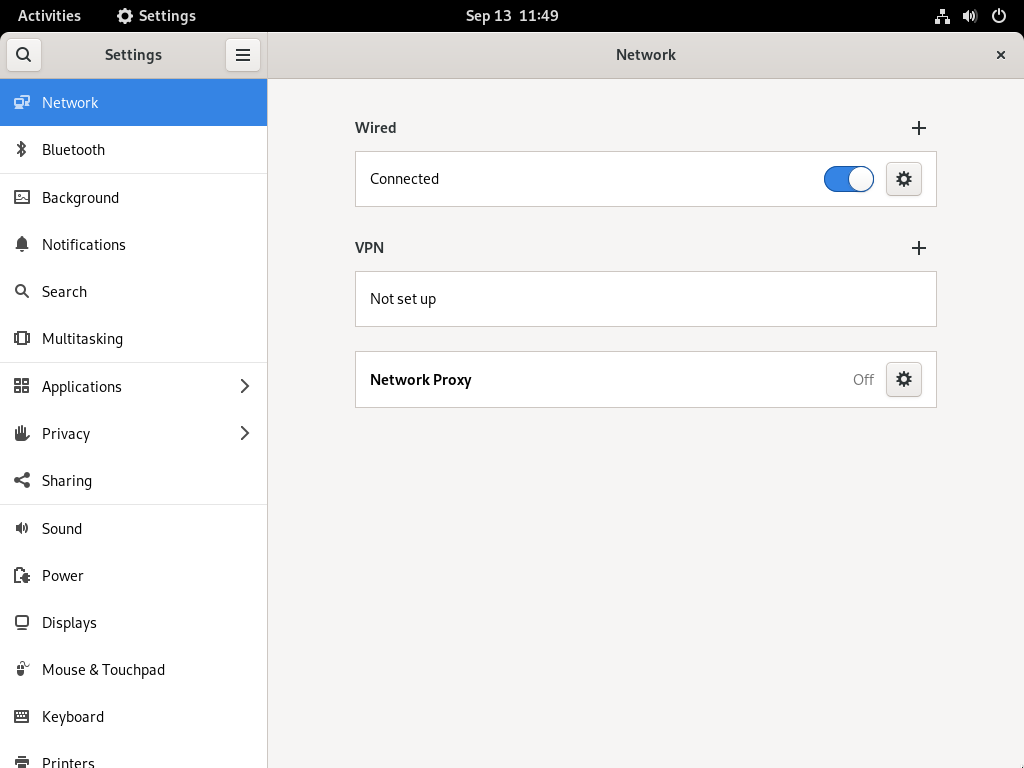 Activities Settings Sep 13 11:49
Settings Network
Network
Bluetooth
Background
Notifications
Search
Multitasking
Applications
Privacy
Sharing
Sound
Power
Displays
Mouse & Touchpad
Keyboard
Printers
Wired
Connected
VPN
Not set up
Network Proxy Off